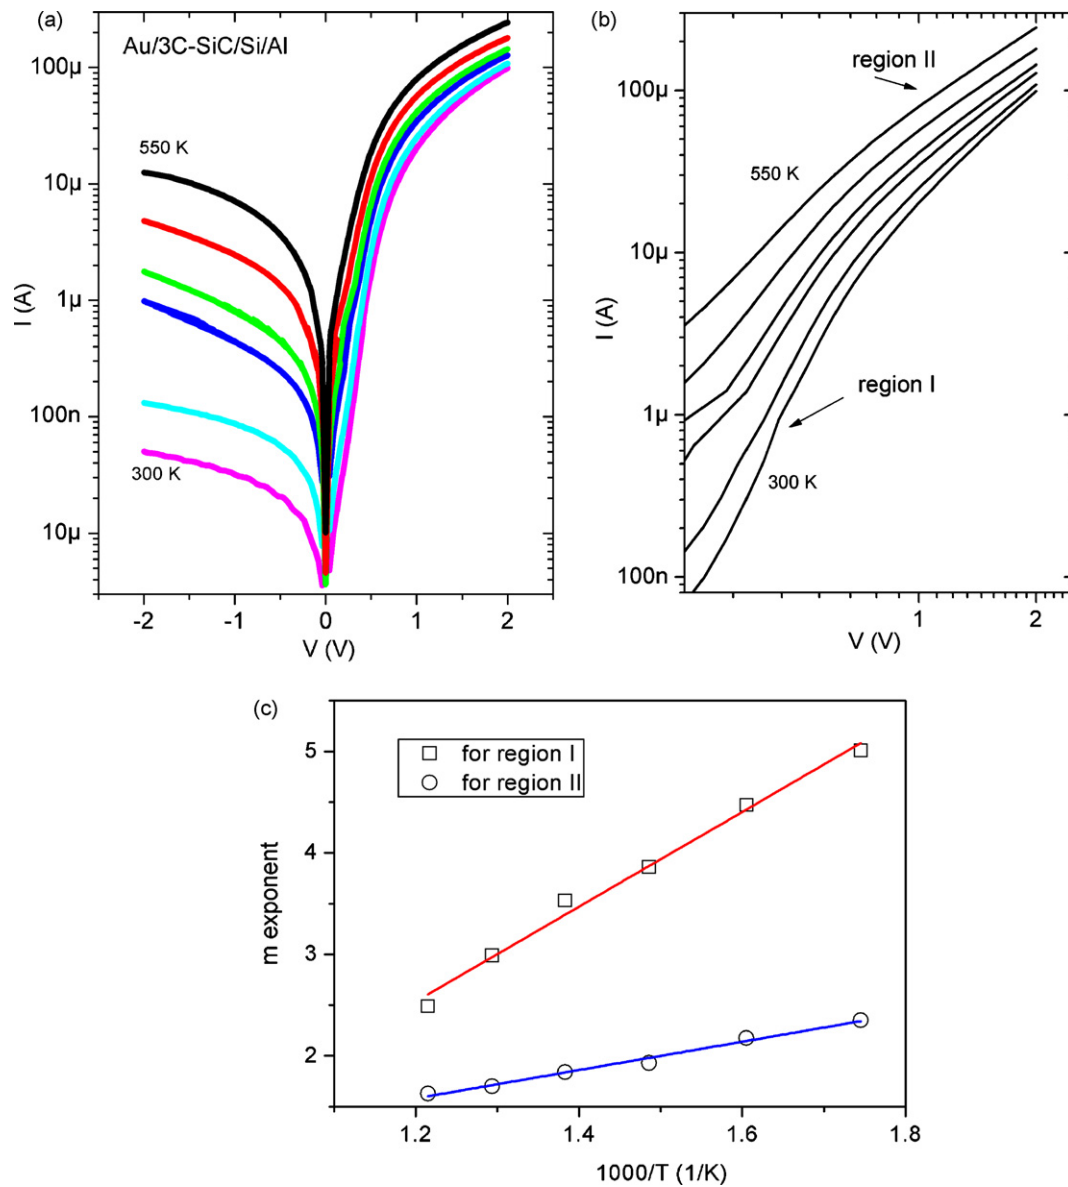 (a)
Au/3C-SiC/Si/Al
100µ
10µ
1µ
100n
10µ
550 K
300 K
I (A)
-2 -1 0 1 2
V (V)
(b)
region II
100µ
550 K
10µ
region I
1µ
300 K
100n
I (A)
1 2
V (V)
(c)
for region I
for region II
5
4
3
2
m exponent
1.2 1.4 1.6 1.8
1000/T (1/K)